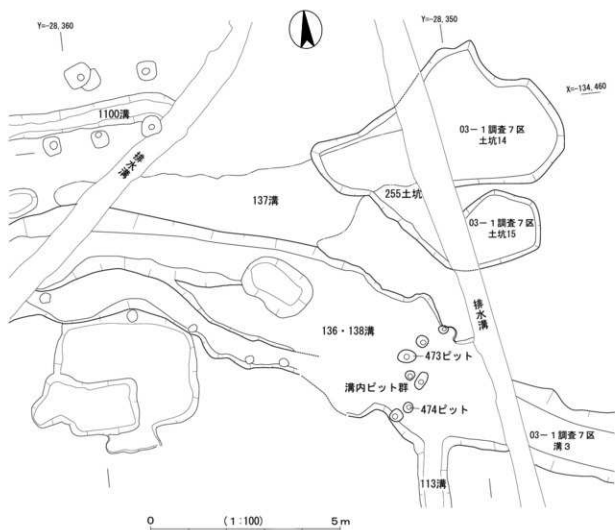 Y=-28,360
Y=-28,350
X=-134,460
1100溝
03－1調査7区
土坑14
排水溝
137溝
255土坑
03－1調査7区
土坑15
136・138溝
排水溝
473ピット
溝内ピット群
474ピット
03－1調査7区
溝3
113溝
0 (1:100) 5m